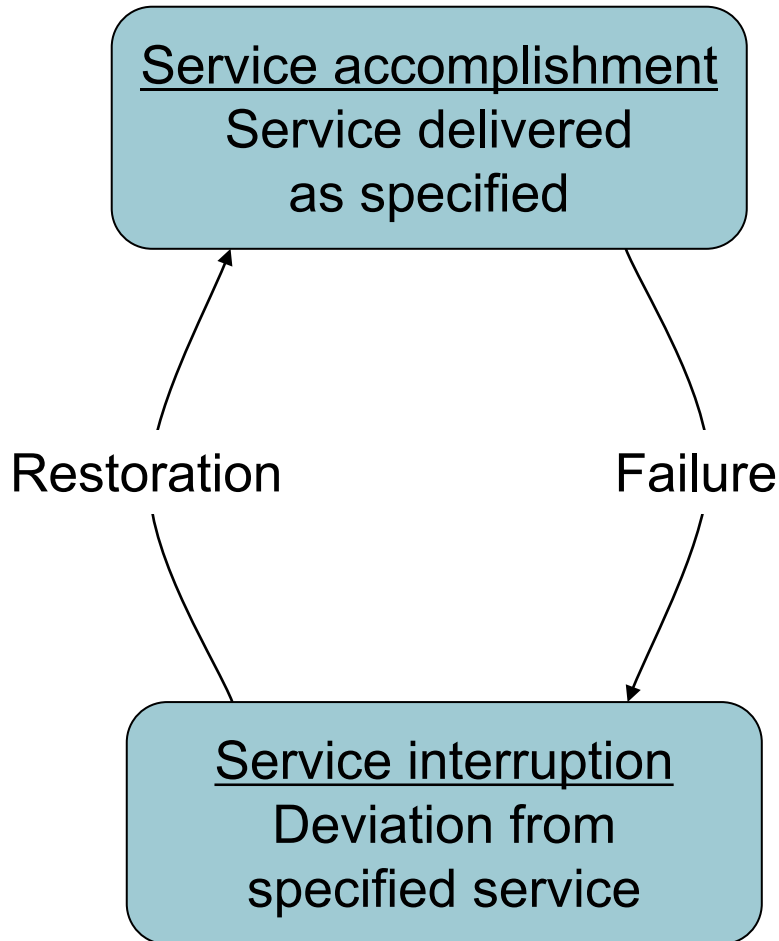 Service accomplishment
Service delivered
as specified
Restoration
Failure
Service interruption
Deviation from
specified service